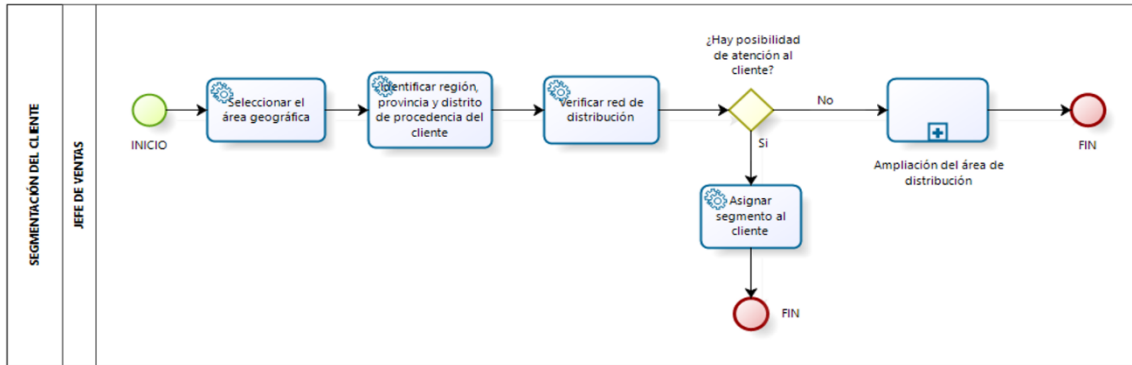 SEGMENTACIÓN DEL CLIENTE
JEFE DE VENTAS
INICIO
Seleccionar el
área geográfica
Identificar región,
provincia y distrito
de procedencia del
cliente
Verificar red de
distribución
¿Hay posibilidad
de atención al
cliente?
No
Si
Ampliación del área de
distribución
FIN
Asignar
segmento al
cliente
FIN